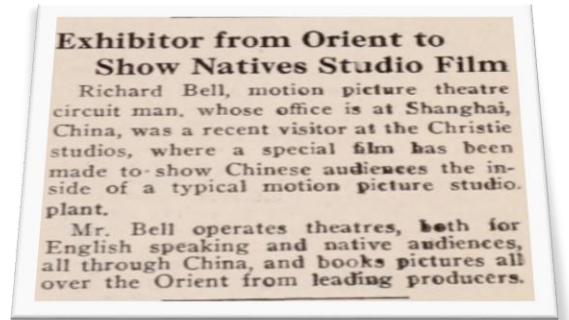 Exhibitor from Orient to
Show Natives Studio Film
Richard Bell, motion picture theatre
circuit man, whose office is at Shanghai,
China, was a recent visitor at the Christie
studios, where a special film has been
made to show Chinese audiences the in-
side of a typical motion picture studio
plant.
Mr. Bell operates theatres, both for
English speaking and native audiences,
all through China, and books pictures all
over the Orient from leading producers.